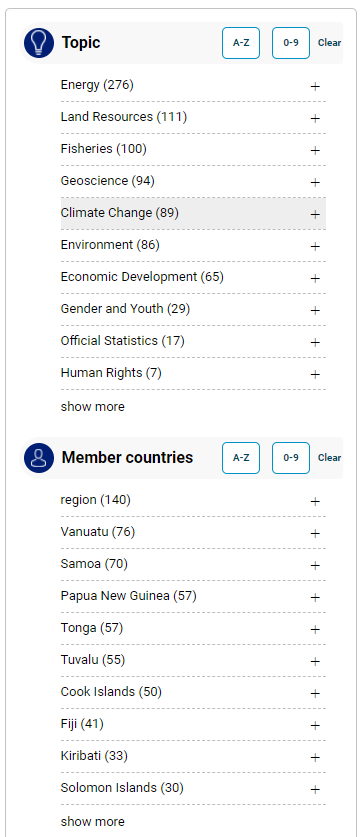 Topic A-Z 0-9 Clear
Energy (276) +
Land Resources (111) +
Fisheries (100) +
Geoscience (94) +
Climate Change (89) +
Environment (86) +
Economic Development (65) +
Gender and Youth (29) +
Official Statistics (17) +
Human Rights (7) +
show more
Member countries A-Z 0-9 Clear
region (140) +
Vanuatu (76) +
Samoa (70) +
Papua New Guinea (57) +
Tonga (57) +
Tuvalu (55) +
Cook Islands (50) +
Fiji (41) +
Kiribati (33) +
Solomon Islands (30) +
show more